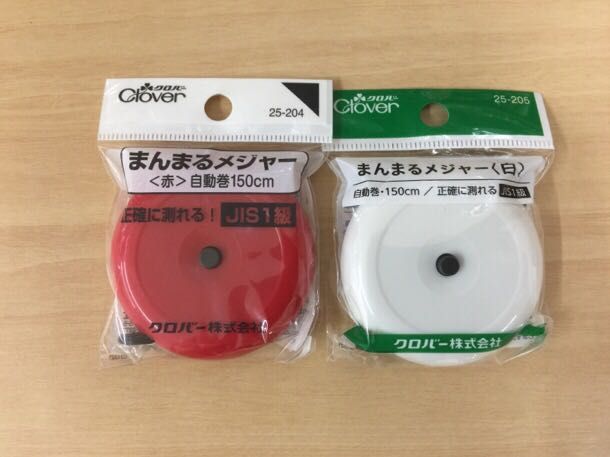 クロバー
Clover
25-204
まんまるメジャー
<赤>自動巻150cm
正確に測れる! JIS1級
クロバー株式会社
クロバー
Clover
25-205
まんまるメジャー〈白〉
自動巻・150cm / 正確に測れる JIS1級
クロバー株式会社